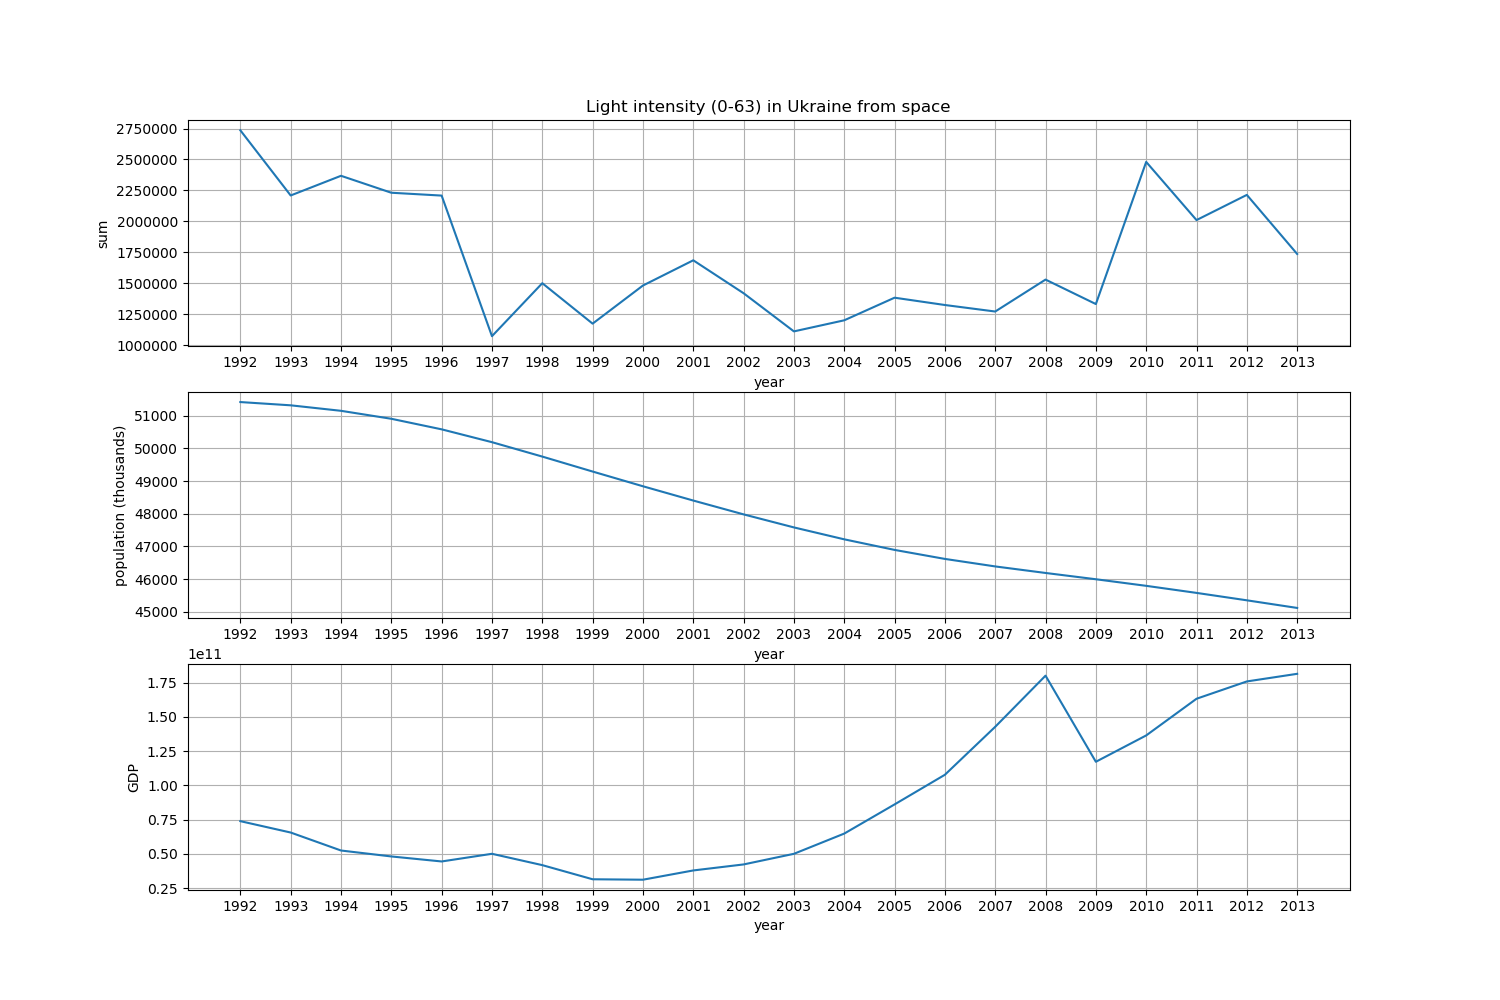 Light intensity (0-63) in Ukraine from space
2750000
2500000
2250000
2000000
1750000
1500000
1250000
1000000
sum
1992 1993 1994 1995 1996 1997 1998 1999 2000 2001 2002 2003 2004 2005 2006 2007 2008 2009 2010 2011 2012 2013
year
51000
50000
49000
48000
47000
46000
45000
population (thousands)
1992 1993 1994 1995 1996 1997 1998 1999 2000 2001 2002 2003 2004 2005 2006 2007 2008 2009 2010 2011 2012 2013
year
1e11
1.75
1.50
1.25
1.00
0.75
0.50
0.25
GDP
1992 1993 1994 1995 1996 1997 1998 1999 2000 2001 2002 2003 2004 2005 2006 2007 2008 2009 2010 2011 2012 2013
year